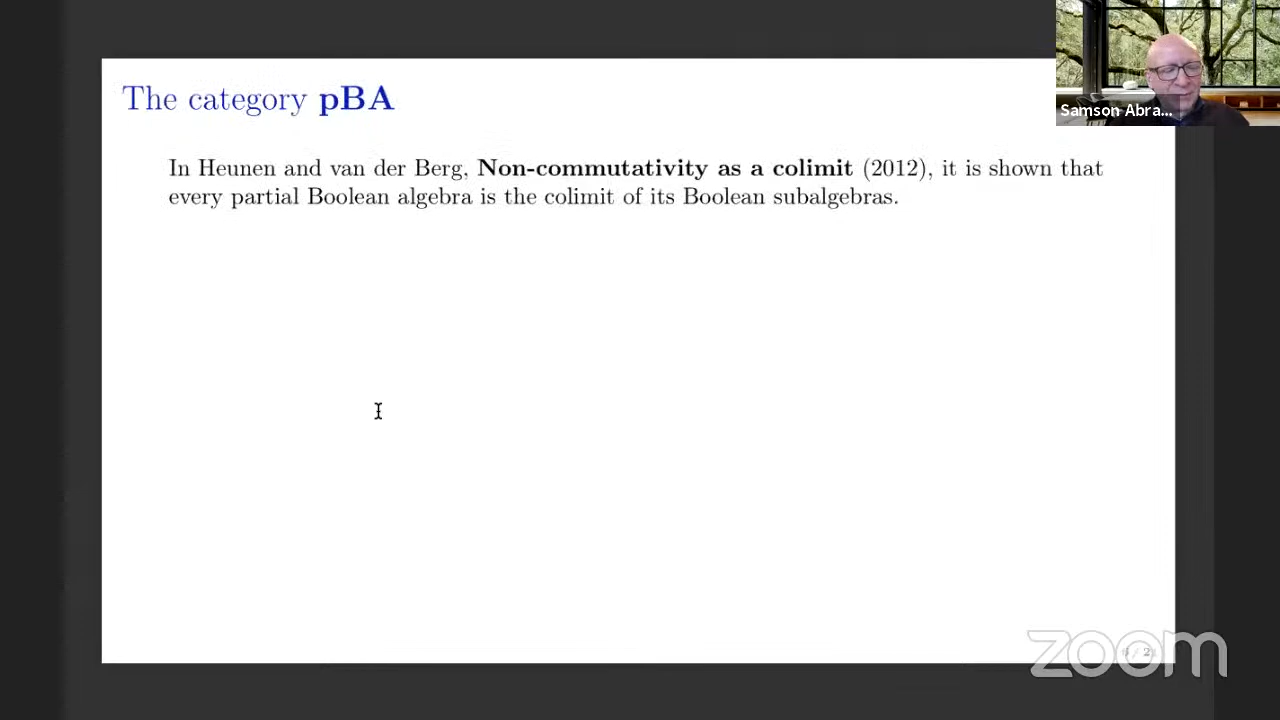 The category pBA
Samson Abra...
In Heunen and van der Berg, Non-commutativity as a colimit (2012), it is shown that
every partial Boolean algebra is the colimit of its Boolean subalgebras.
zoom